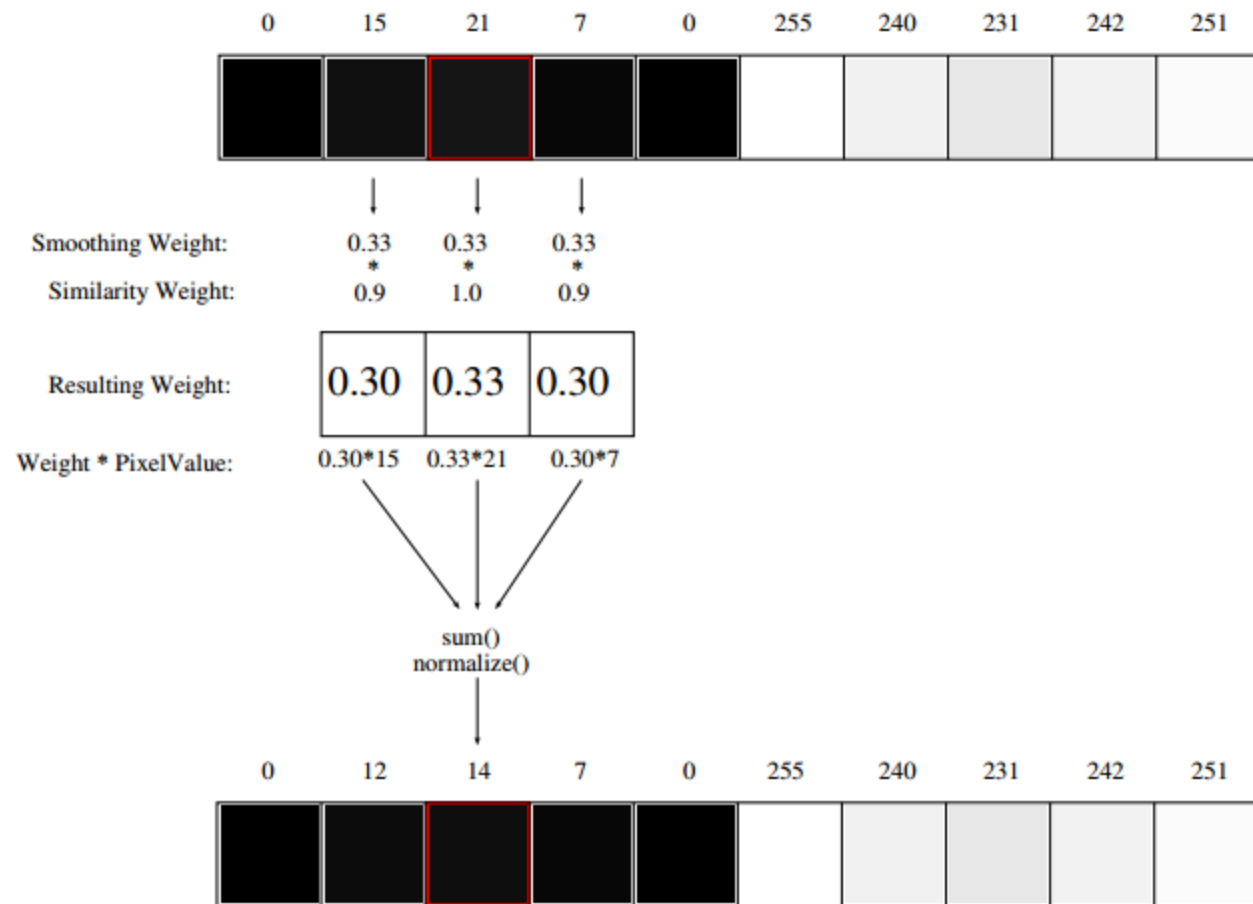 0 15 21 7 0 255 240 231 242 251
Smoothing Weight: 0.33 0.33 0.33
* * *
Similarity Weight: 0.9 1.0 0.9
Resulting Weight: 0.30 0.33 0.30
Weight * PixelValue: 0.30*15 0.33*21 0.30*7
sum()
normalize()
0 12 14 7 0 255 240 231 242 251